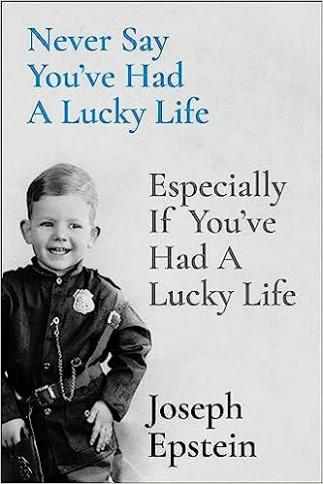 Never Say
You've Had
A Lucky Life
Especially
If You've
Had A
Lucky Life
Joseph
Epstein